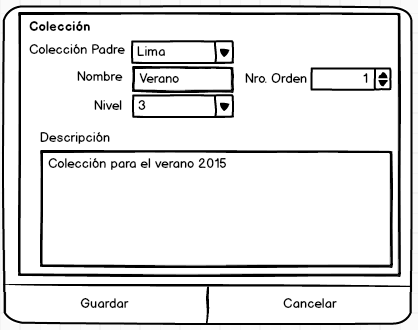 Colección
Colección Padre Lima
Nombre Verano Nro. Orden 1
Nivel 3
Descripción
Colección para el verano 2015
Guardar Cancelar